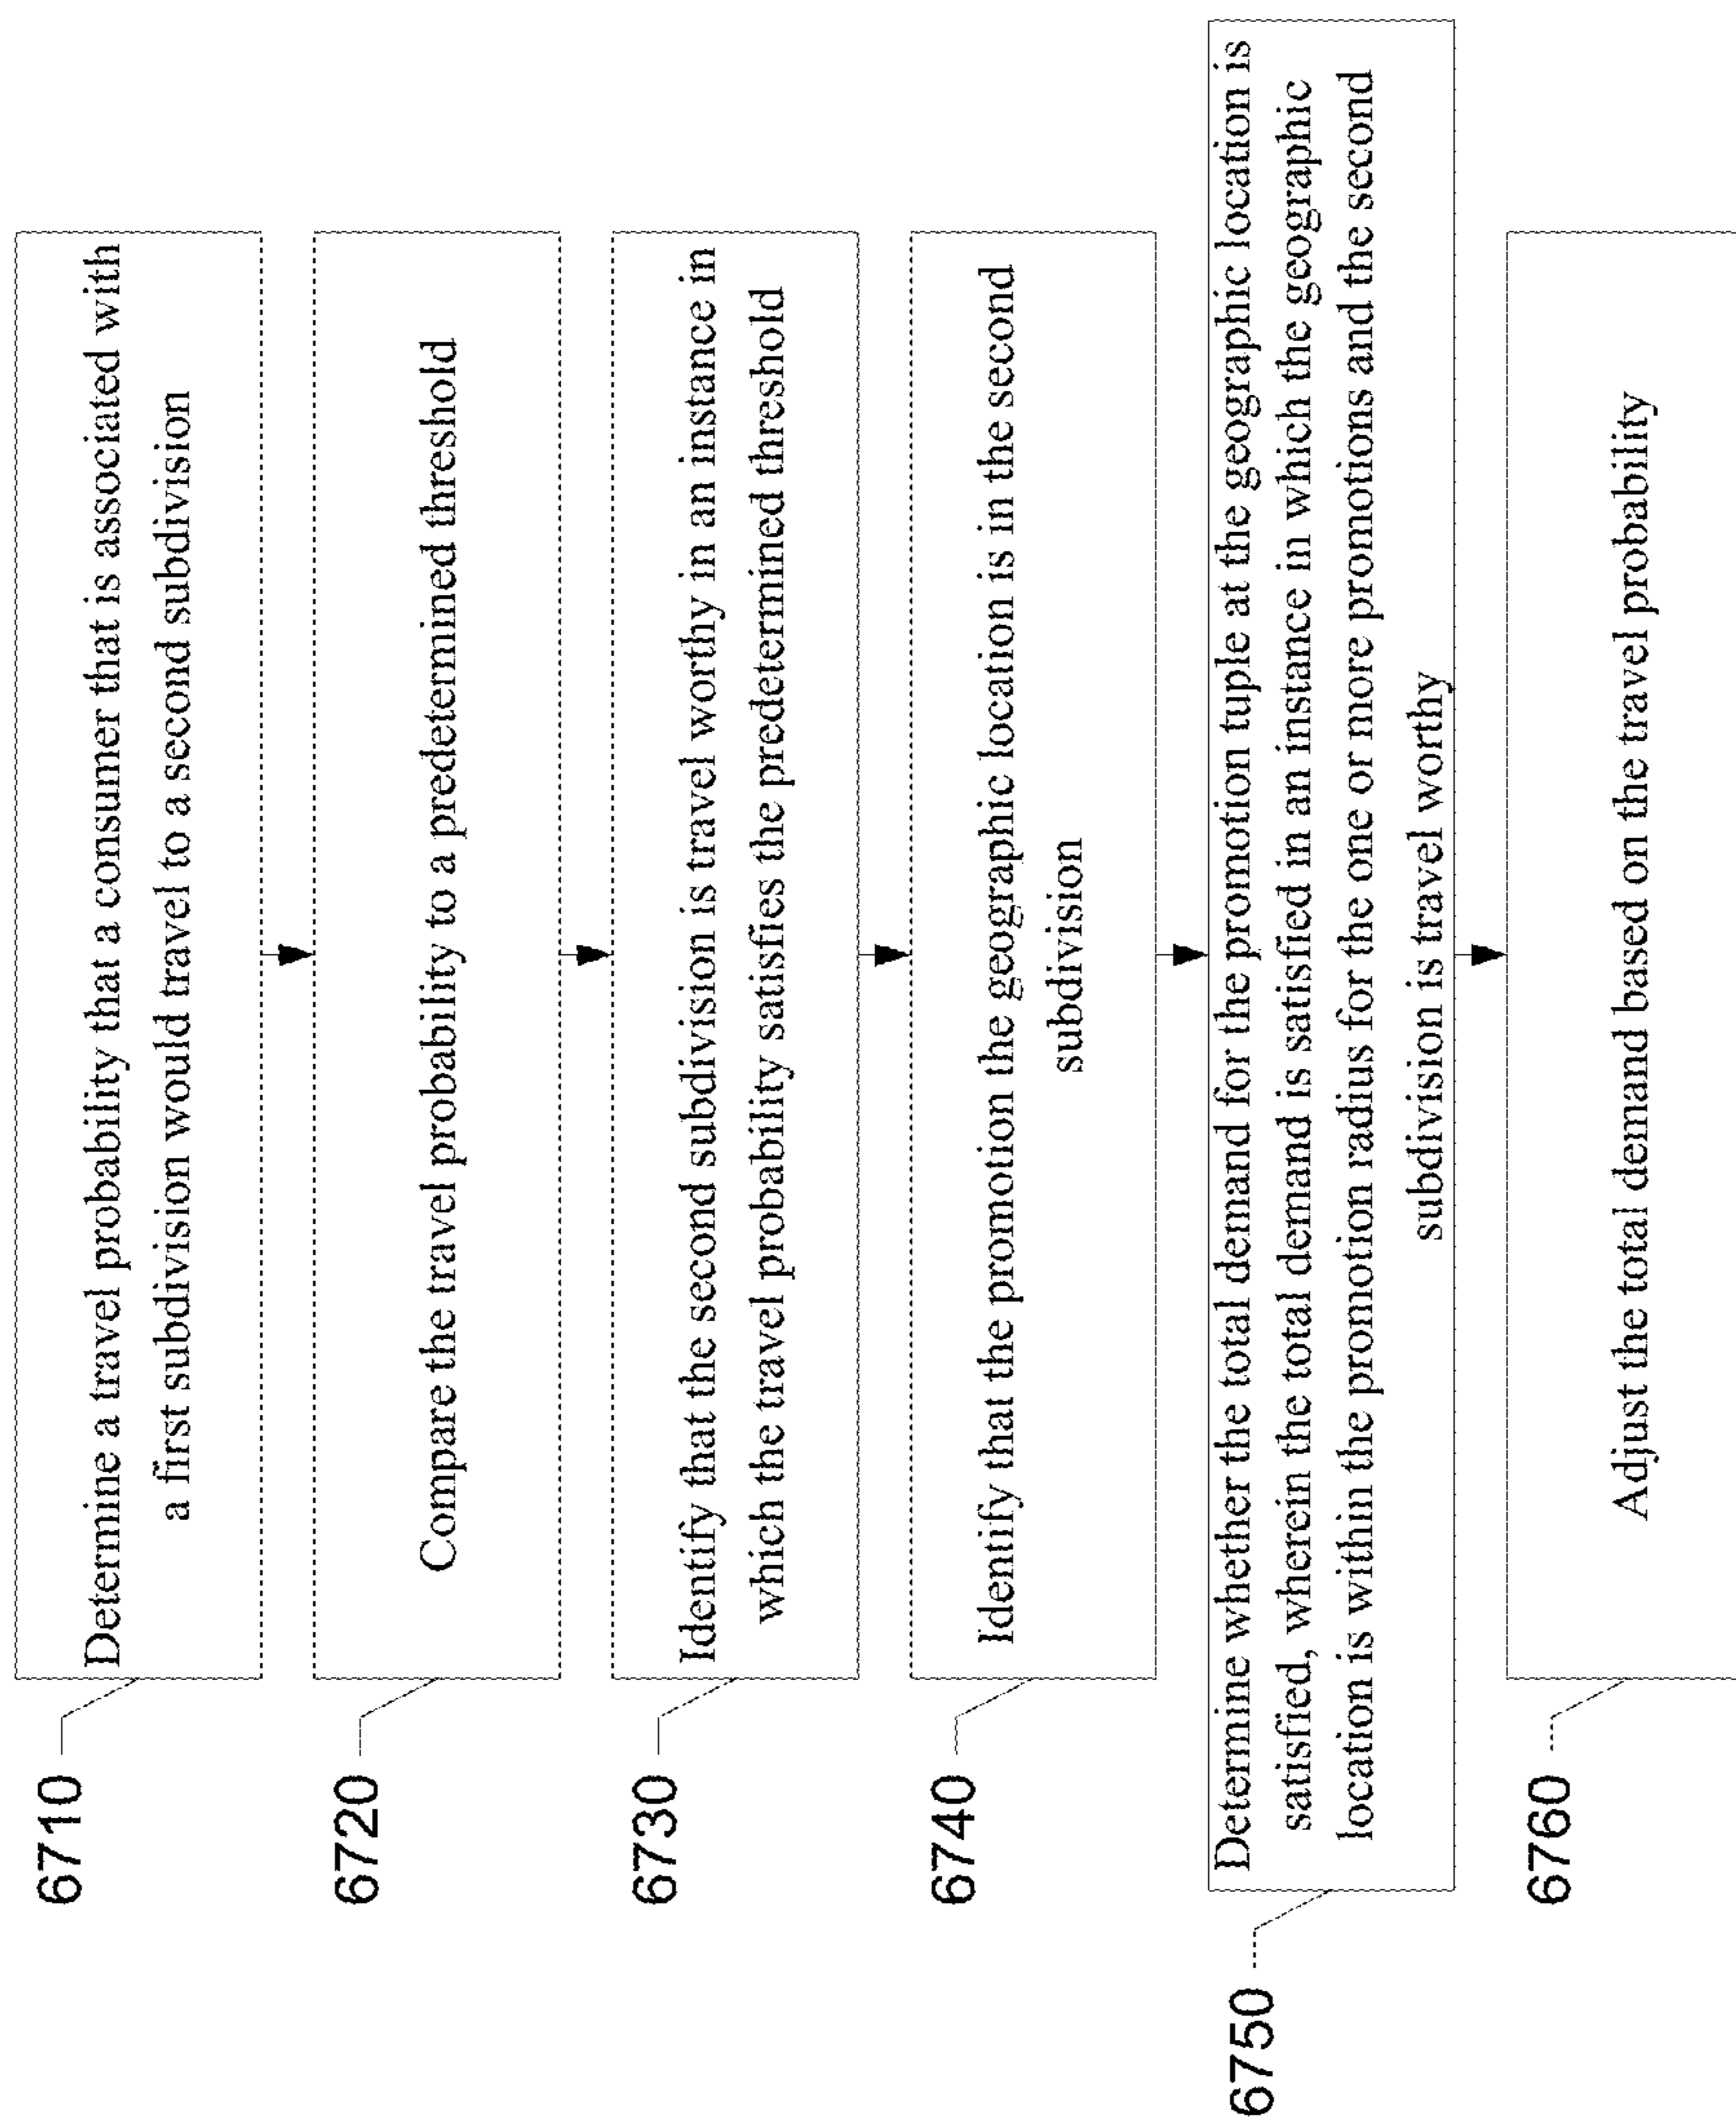 6710
Determine a travel probability that a consumer that is associated with
a first subdivision would travel to a second subdivision
6720
Compare the travel probability to a predetermined threshold
6730
Identify that the second subdivision is travel worthy in an instance in
which the travel probability satisfies the predetermined threshold
6740
Identify that the promotion the geographic location is in the second
subdivision
6750
Determine whether the total demand for the promotion tuple at the geographic location is
satisfied, wherein the total demand is satisfied in an instance in which the geographic
location is within the promotion radius for the one or more promotions and the second
subdivision is travel worthy
6760
Adjust the total demand based on the travel probability